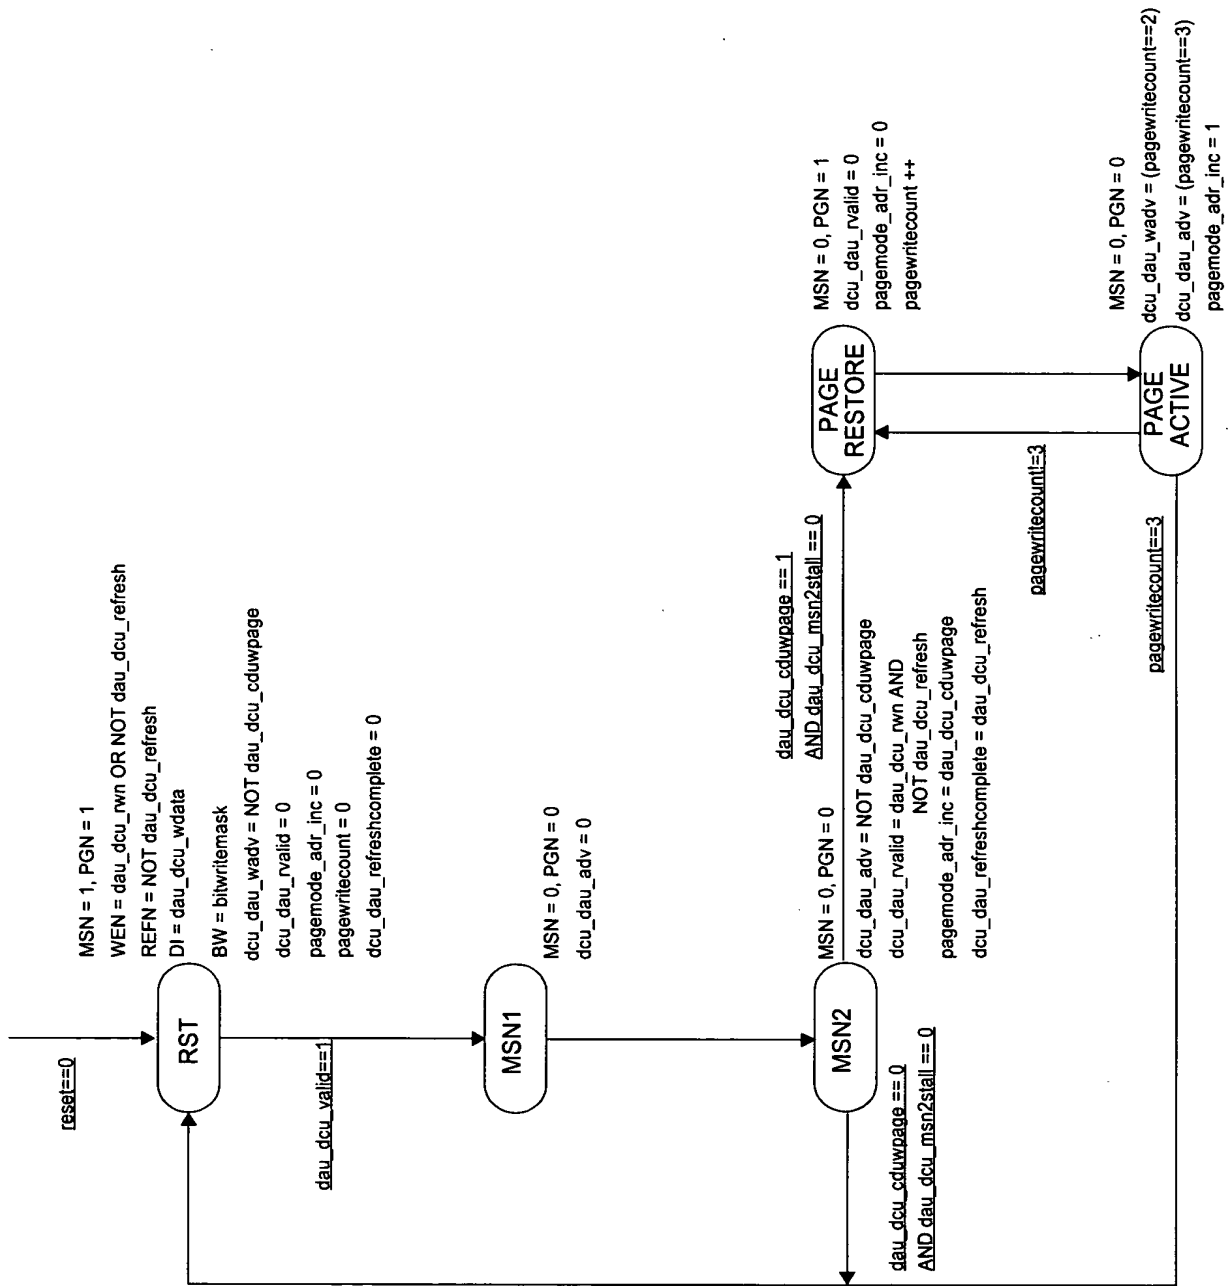 reset==0
RST
MSN = 1, PGN = 1
WEN = dau_dcu_rwn OR NOT dau_dcu_refresh
REFN = NOT dau_dcu_refresh
DI = dau_dcu_wdata
BW = bitwritemask
dcu_dau_wadv = NOT dau_dcu_cduwpage
dcu_dau_rvalid = 0
pagemode_adr_inc = 0
pagewritecount = 0
dcu_dau_refreshcomplete = 0
dau_dcu_valid==1
MSN1
MSN = 0, PGN = 0
dcu_dau_adv = 0
MSN2
MSN = 0, PGN = 0
dcu_dau_adv = NOT dau_dcu_cduwpage
dcu_dau_rvalid = dau_dcu_rwn AND
NOT dau_dcu_refresh
pagemode_adr_inc = dau_dcu_cduwpage
dcu_dau_refreshcomplete = dau_dcu_refresh
dau_dcu_cduwpage == 0
AND dau_dcu_msn2stall == 0
dau_dcu_cduwpage == 1
AND dau_dcu_msn2stall == 0
PAGE
RESTORE
MSN = 0, PGN = 1
dcu_dau_rvalid = 0
pagemode_adr_inc = 0
pagewritecount ++
pagewritecount!=3
pagewritecount==3
PAGE
ACTIVE
MSN = 0, PGN = 0
dcu_dau_wadv = (pagewritecount==2)
dcu_dau_adv = (pagewritecount==3)
pagemode_adr_inc = 1